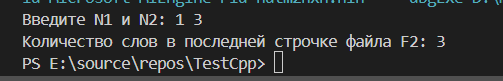 Введите N1 и N2: 1 3
Количество слов в последней строчке файла F2: 3
PS E:\source\repos\TestCpp>